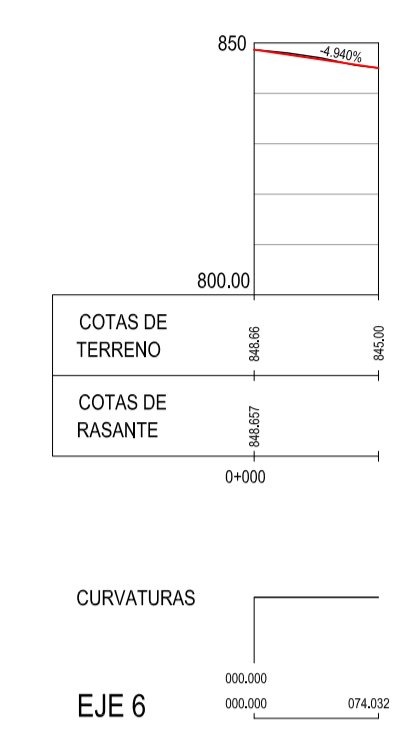 850
-4.940%
800.00
COTAS DE
TERRENO
848.66
845.00
COTAS DE
RASANTE
848.657
0+000
CURVATURAS
000.000
EJE 6
000.000
074.032